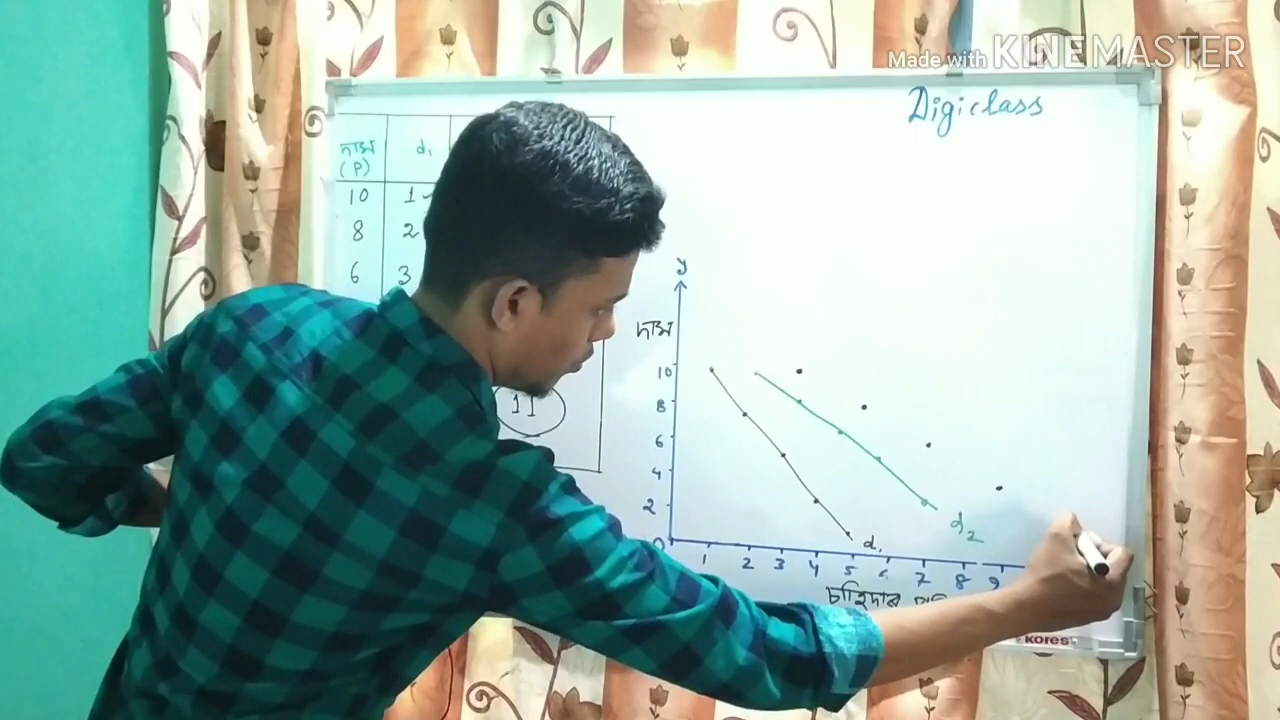 Made with KINEMASTER
Digiclass
দাম d₁
(P)
10 1
8 2
6 3
11
y
দাম
10
8
6
4
2
0
d₁
d₂
1 2 3 4 5 6 7 8 9
চাহিদাৰ
kores